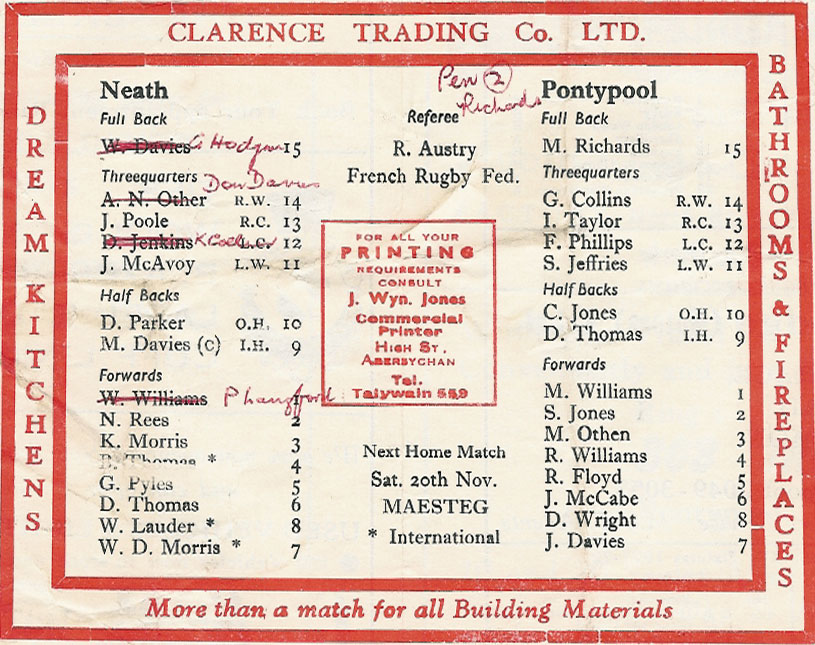 CLARENCE TRADING Co. LTD.
DREAM KITCHENS
Neath
Full Back
W. Davies G Hodgson 15
Threequarters Don Davies
A. N. Other R.W. 14
J. Poole R.C. 13
D. Jenkins L.C. 12
J. McAvoy L.W. 11
Half Backs
D. Parker O.H. 10
M. Davies (c) I.H. 9
Forwards
W. Williams P Langford 1
N. Rees 2
K. Morris 3
B. Thomas * 4
G. Pyles 5
D. Thomas 6
W. Lauder * 8
W. D. Morris * 7
Pen 2
Richards
Referee
R. Austry
French Rugby Fed.
FOR ALL YOUR
PRINTING
REQUIREMENTS
CONSULT
J. Wyn. Jones
Commercial
Printer
HIGH ST.,
ABERSYCHAN
Tel.
Talywain 559
Next Home Match
Sat. 20th Nov.
MAESTEG
* International
Pontypool
Full Back
M. Richards 15
Threequarters
G. Collins R.W. 14
I. Taylor R.C. 13
F. Phillips L.C. 12
S. Jeffries L.W. 11
Half Backs
C. Jones O.H. 10
D. Thomas I.H. 9
Forwards
M. Williams 1
S. Jones 2
M. Othen 3
R. Williams 4
R. Floyd 5
J. McCabe 6
D. Wright 8
J. Davies 7
BATHROOMS & FIREPLACES
More than a match for all Building Materials